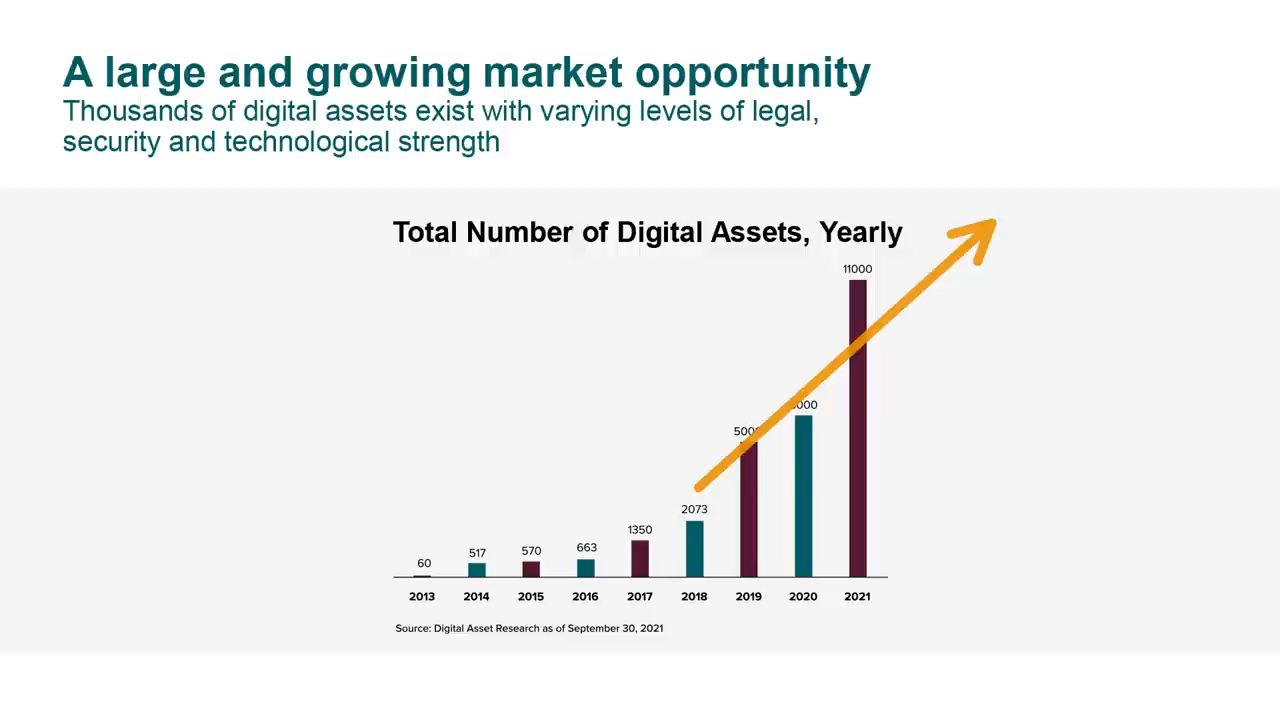 A large and growing market opportunity
Thousands of digital assets exist with varying levels of legal,
security and technological strength
Total Number of Digital Assets, Yearly
60
517
570
663
1350
2073
5000
11000
2013 2014 2015 2016 2017 2018 2019 2020 2021
Source: Digital Asset Research as of September 30, 2021